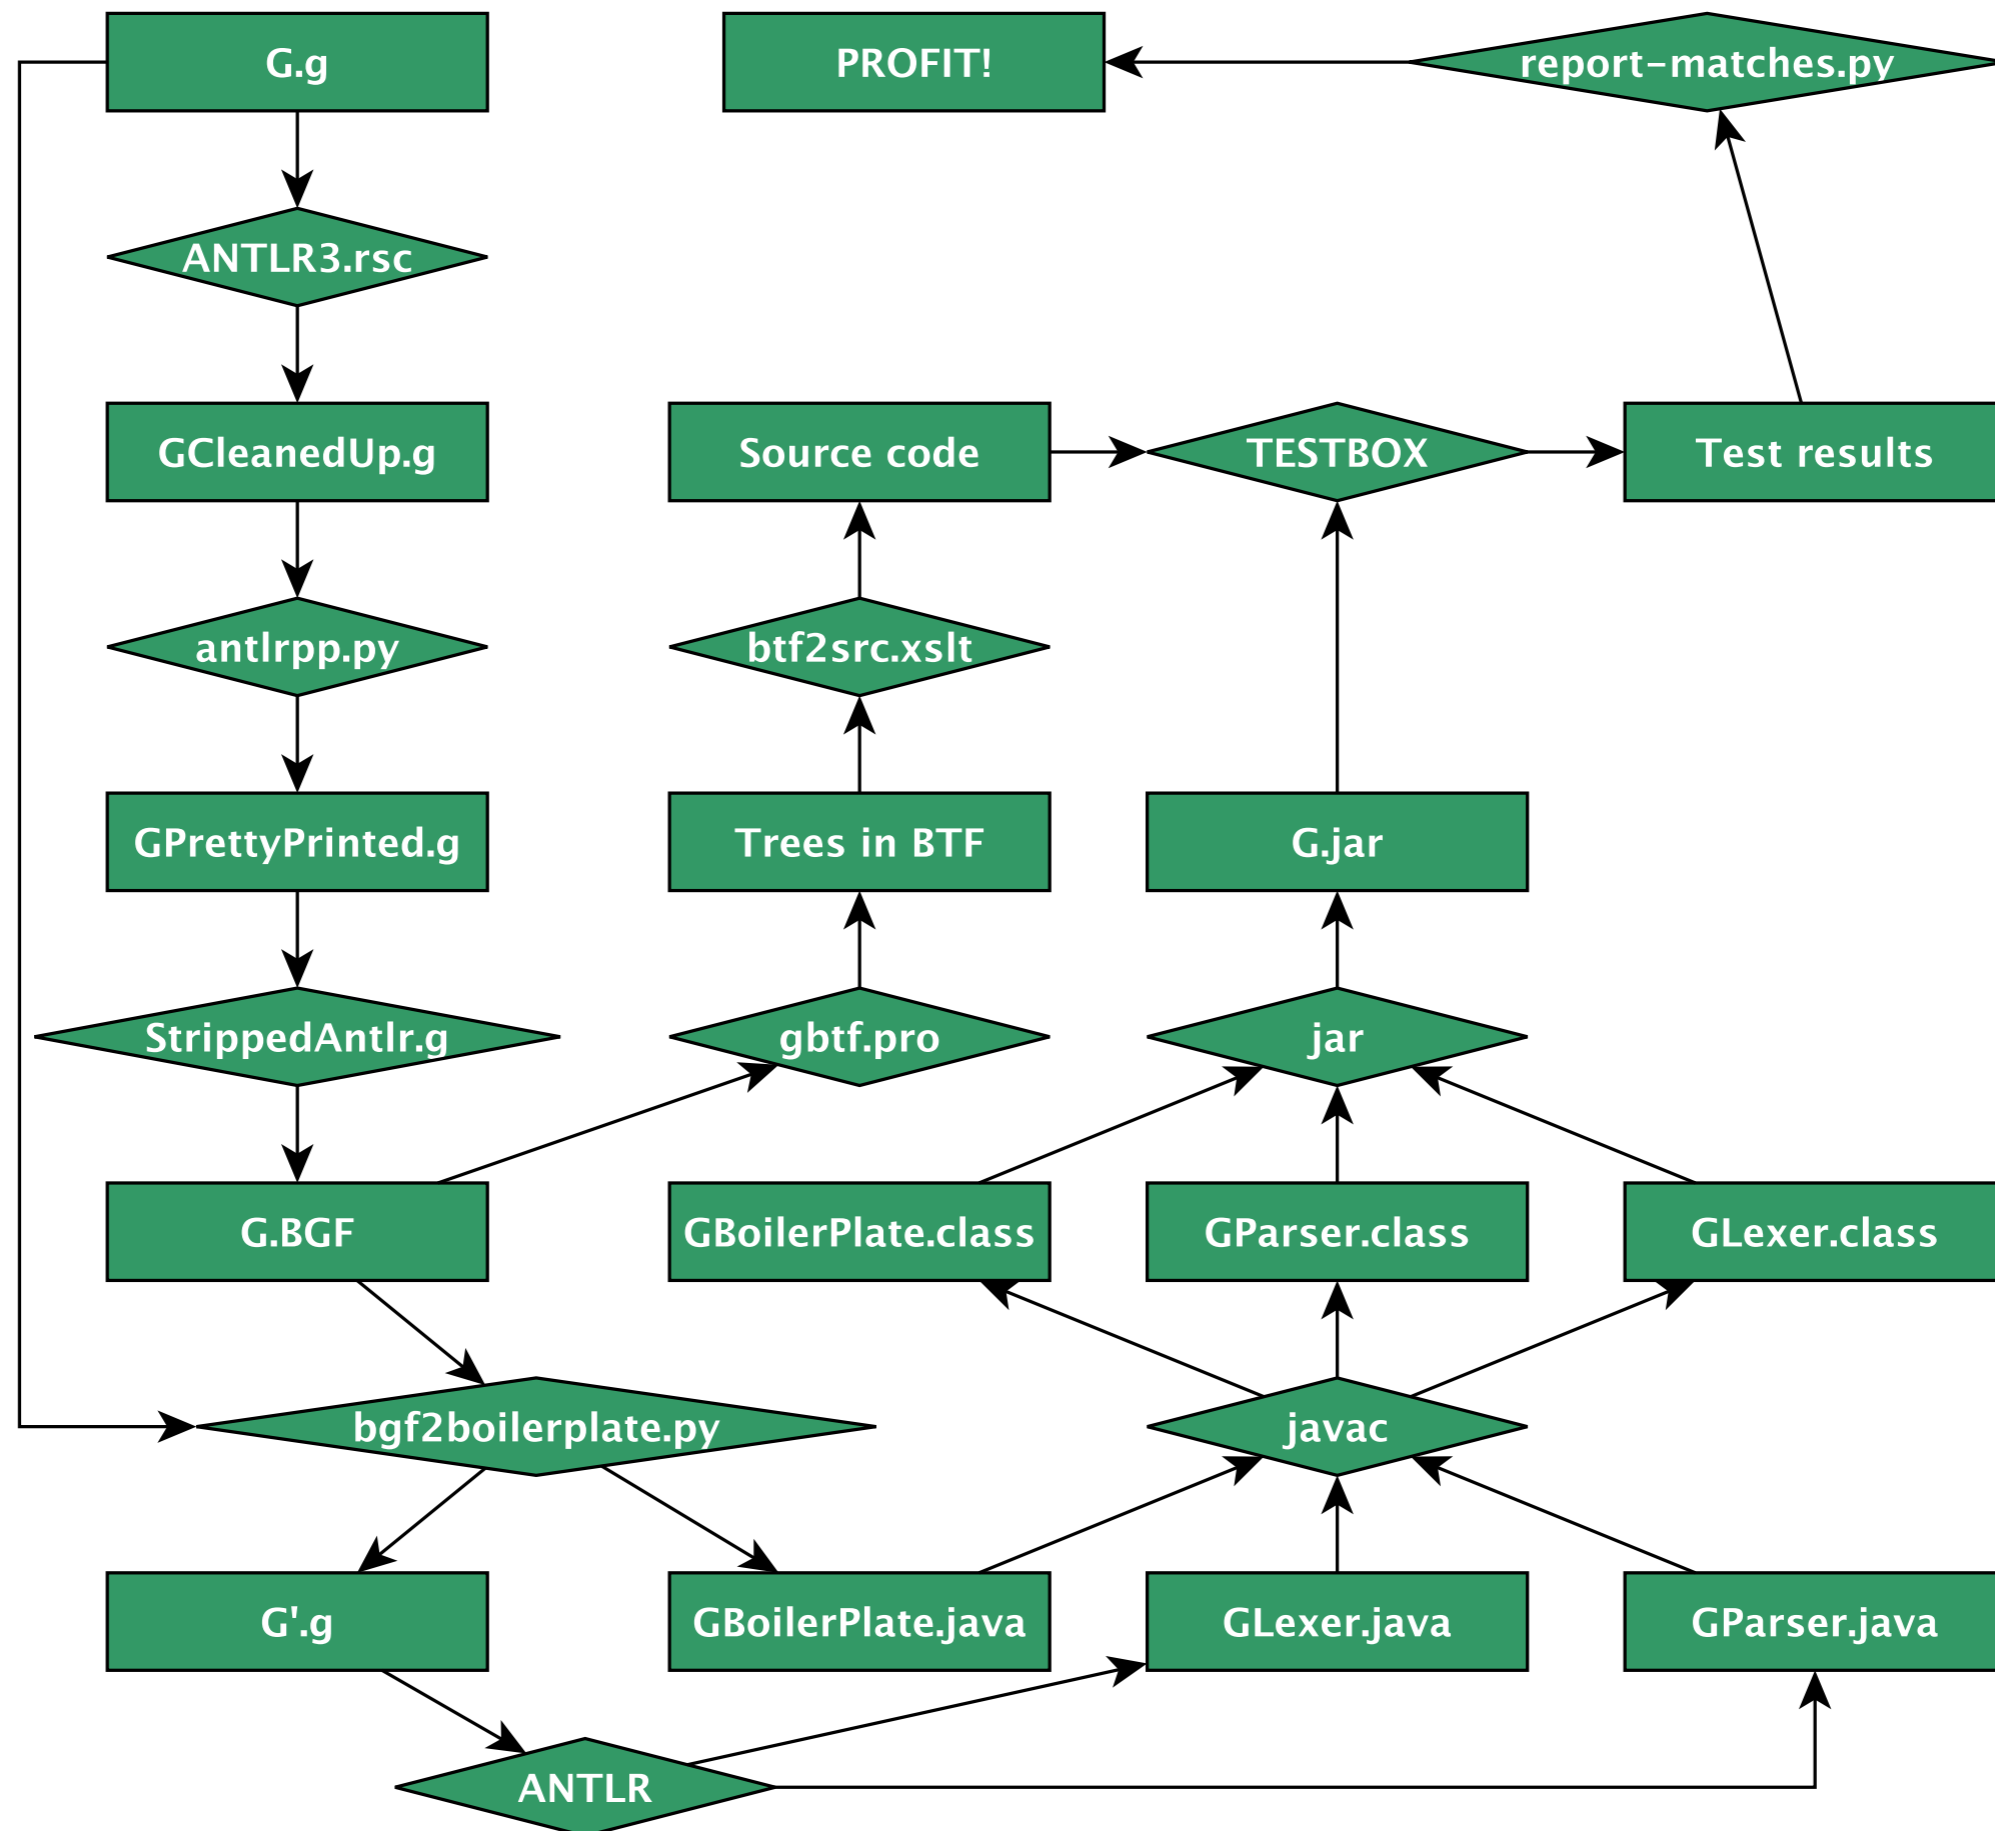 G.g
PROFIT!
report-matches.py
ANTLR3.rsc
GCleanedUp.g
Source code
TESTBOX
Test results
antlrpp.py
btf2src.xslt
GPrettyPrinted.g
Trees in BTF
G.jar
StrippedAntlr.g
gbtf.pro
jar
G.BGF
GBoilerPlate.class
GParser.class
GLexer.class
bgf2boilerplate.py
javac
G'.g
GBoilerPlate.java
GLexer.java
GParser.java
ANTLR